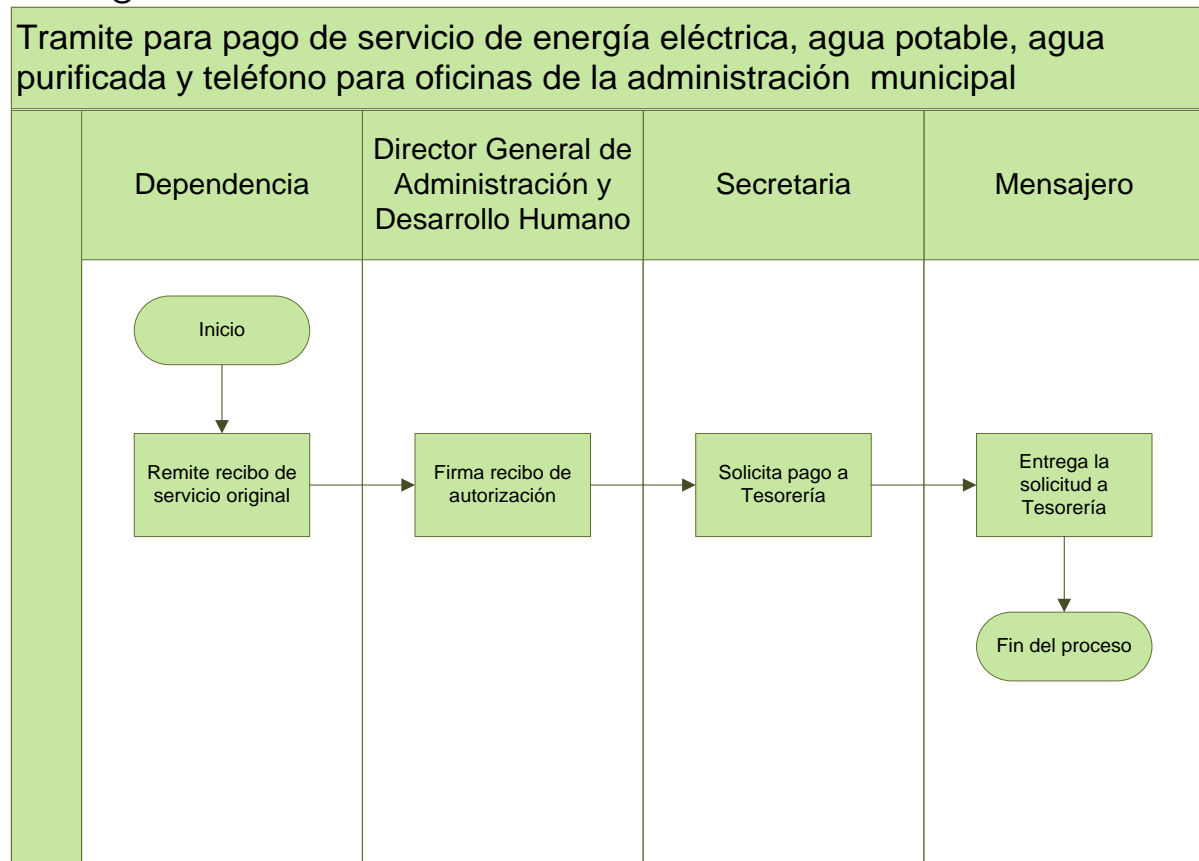 Tramite para pago de servicio de energía eléctrica, agua potable, agua
purificada y teléfono para oficinas de la administración  municipal
Dependencia
Director General de
Administración y
Desarrollo Humano
Secretaria
Mensajero
Inicio
Remite recibo de
servicio original
Firma recibo de
autorización
Solicita pago a
Tesorería
Entrega la
solicitud a
Tesorería
Fin del proceso